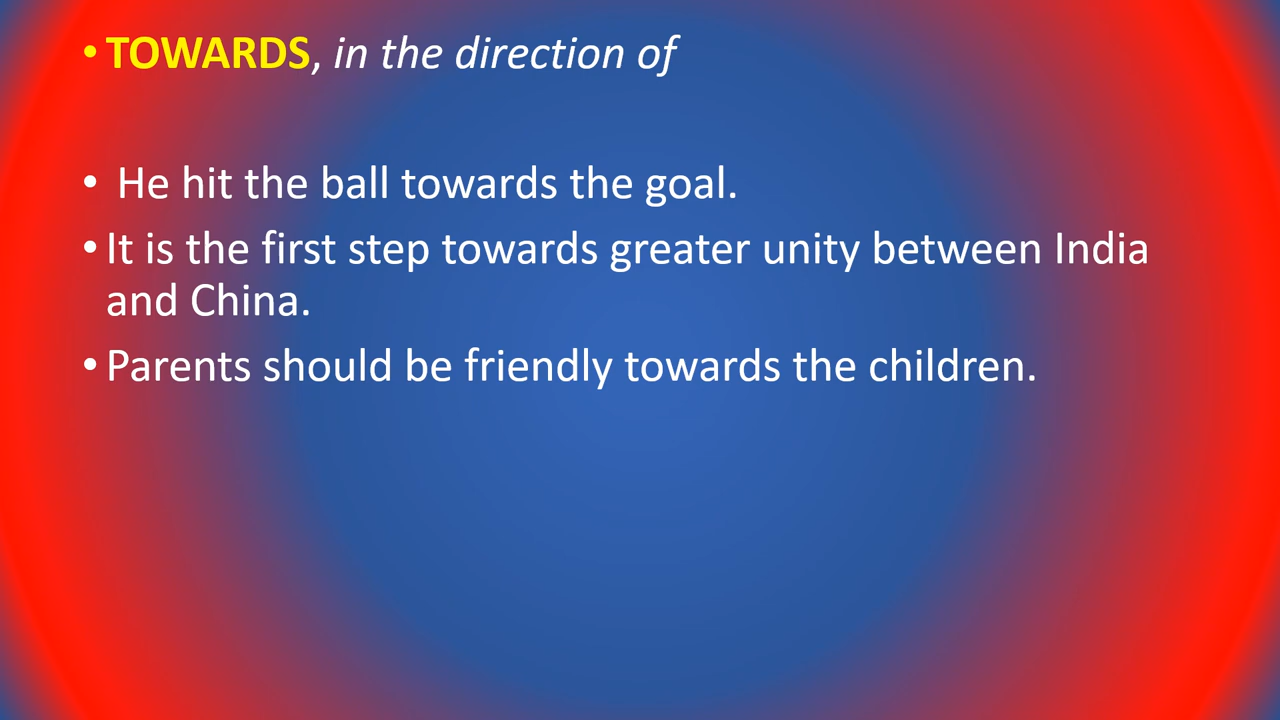 • TOWARDS, in the direction of
• He hit the ball towards the goal.
• It is the first step towards greater unity between India
and China.
• Parents should be friendly towards the children.